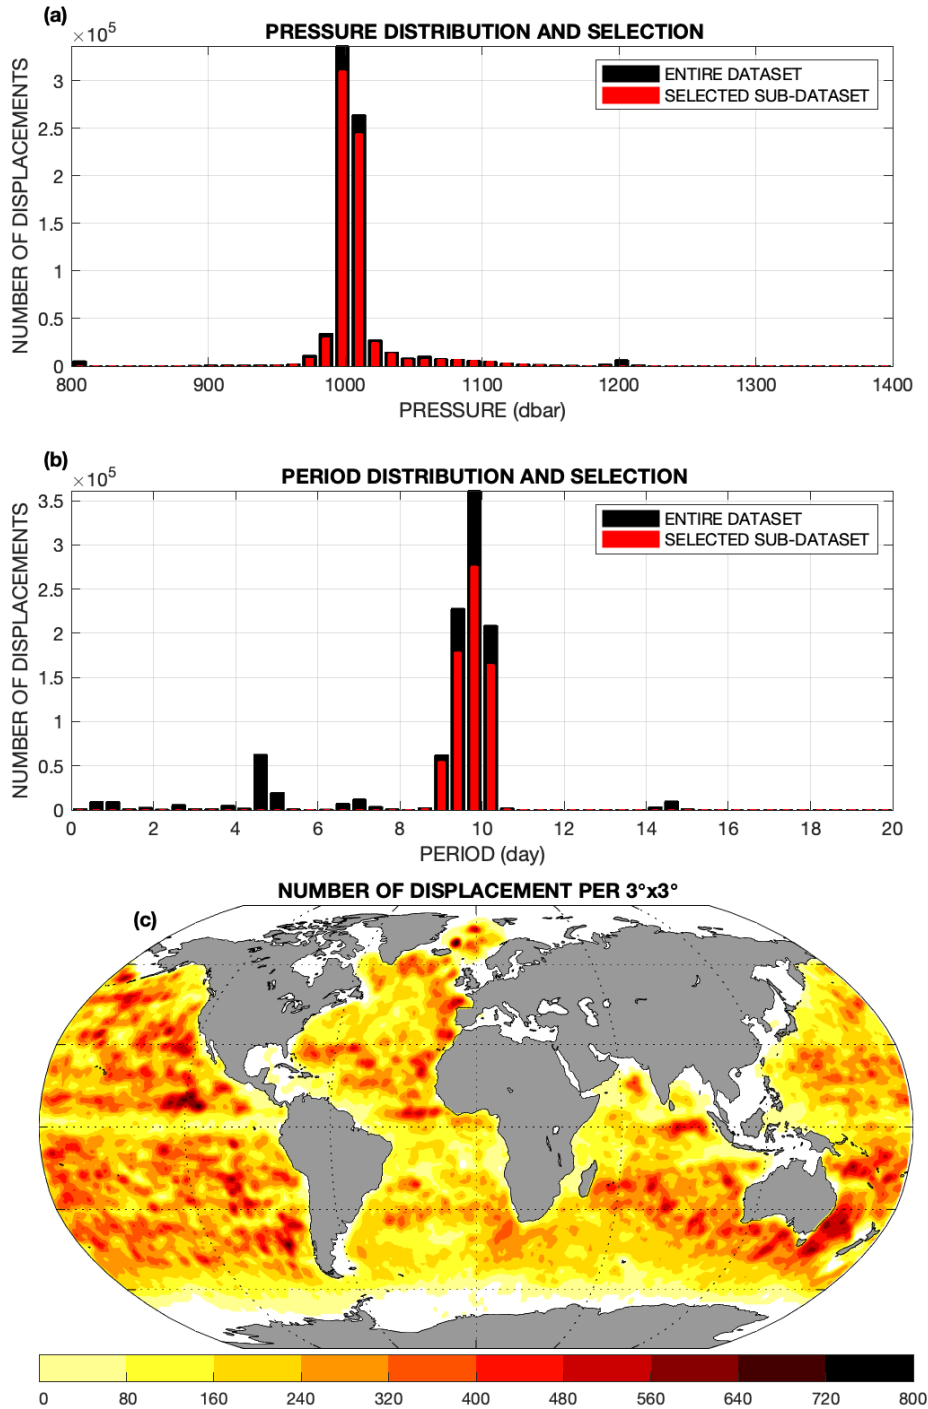 (a)
×10⁵
PRESSURE DISTRIBUTION AND SELECTION
ENTIRE DATASET
SELECTED SUB-DATASET
NUMBER OF DISPLACEMENTS
3
2.5
2
1.5
1
0.5
0
800 900 1000 1100 1200 1300 1400
PRESSURE (dbar)
(b)
×10⁵
PERIOD DISTRIBUTION AND SELECTION
ENTIRE DATASET
SELECTED SUB-DATASET
NUMBER OF DISPLACEMENTS
3.5
3
2.5
2
1.5
1
0.5
0
0 2 4 6 8 10 12 14 16 18 20
PERIOD (day)
NUMBER OF DISPLACEMENT PER 3°x3°
(c)
0 80 160 240 320 400 480 560 640 720 800